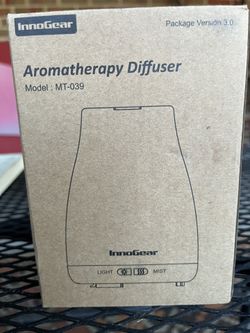 InnoGear
Package Version 3.0
Aromatherapy Diffuser
Model : MT-039
InnoGear
LIGHT MIST